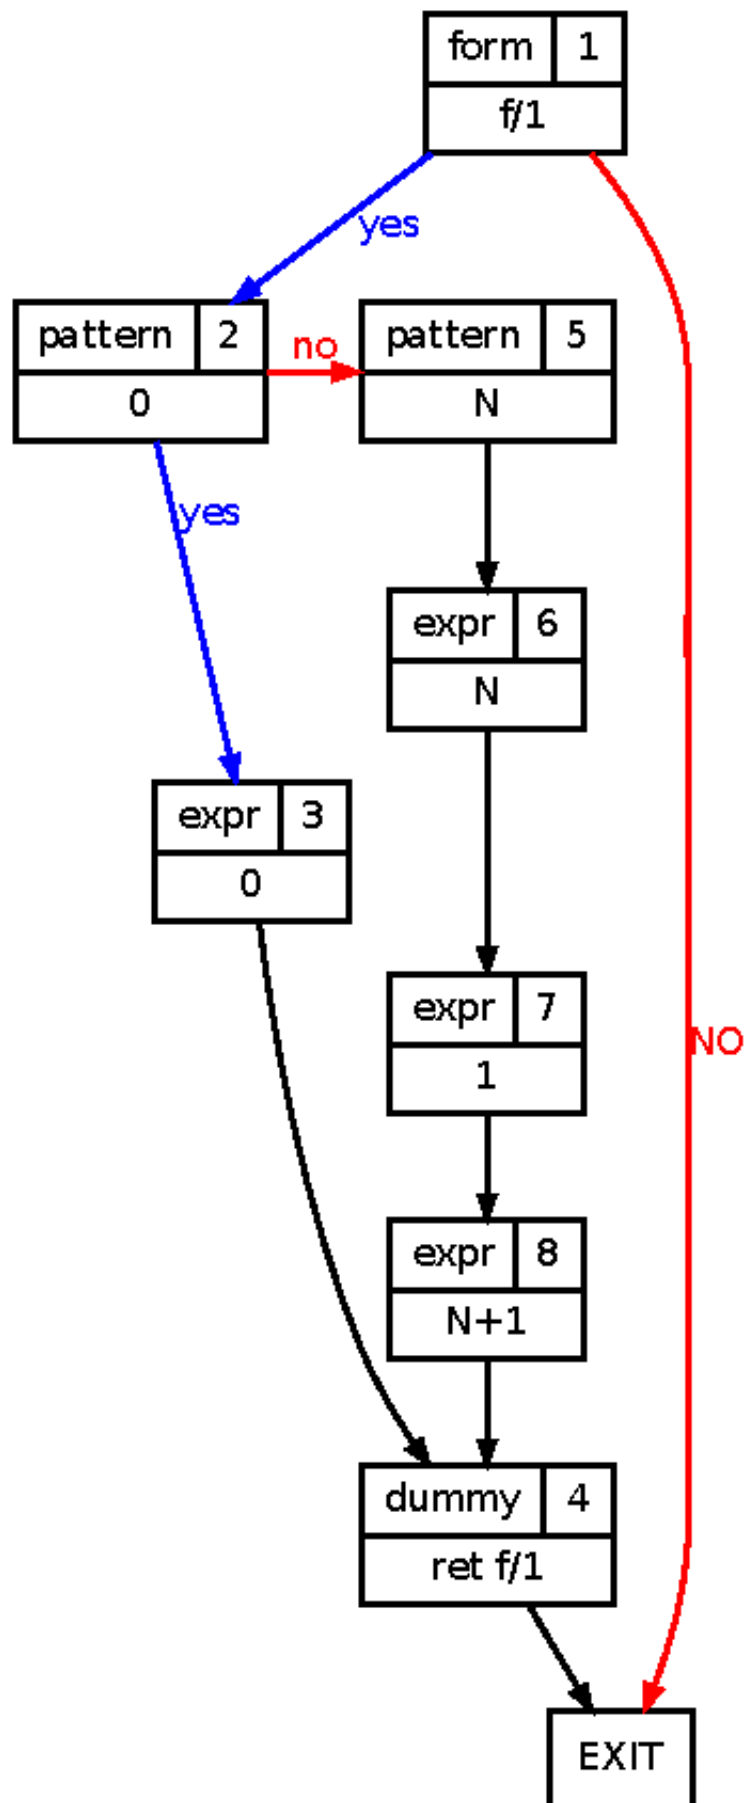 form 1
f/1
yes
pattern 2
0
no
pattern 5
N
yes
expr 6
N
expr 3
0
expr 7
1
NO
expr 8
N+1
dummy 4
ret f/1
EXIT